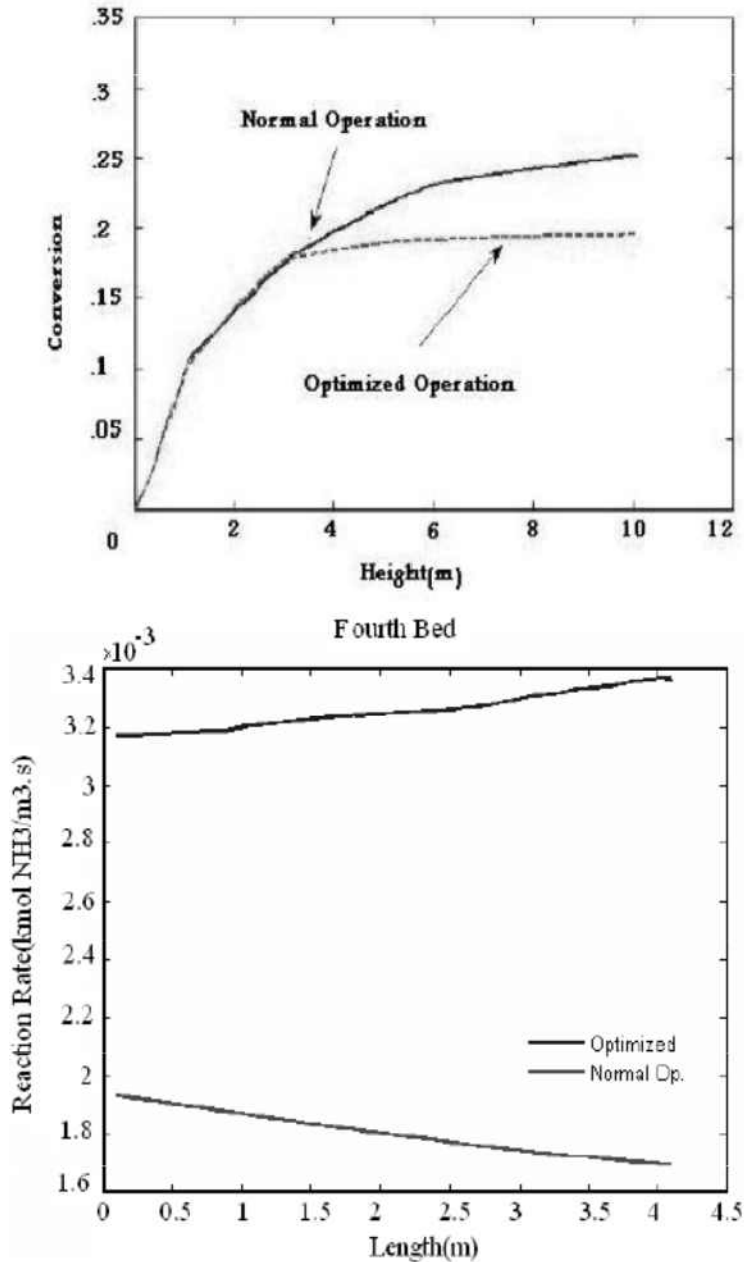 .35
.3
.25
.2
.15
.1
.05
0
Conversion
Normal Operation
Optimized Operation
2 4 6 8 10 12
Height(m)
Fourth Bed
×10-3
3.4
3.2
3
2.8
2.6
2.4
2.2
2
1.8
1.6
Reaction Rate(kmol NH3/m3.s)
Optimized
Normal Op.
0 0.5 1 1.5 2 2.5 3 3.5 4 4.5
Length(m)